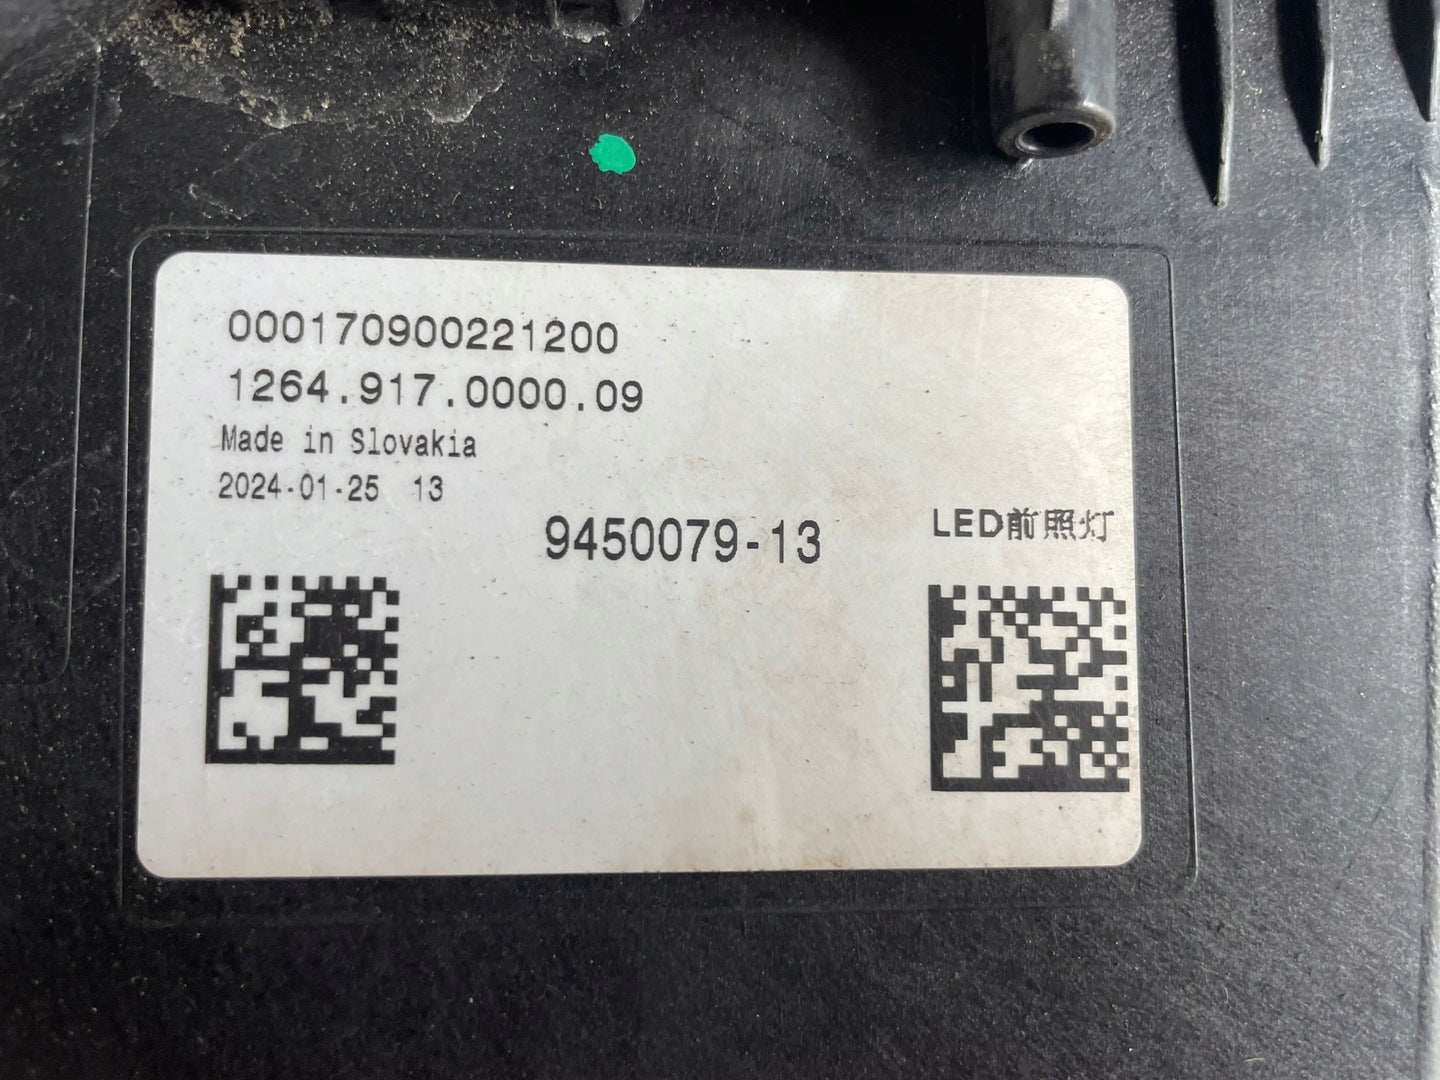 000170900221200
1264.917.0000.09
Made in Slovakia
2024-01-25 13
9450079-13
LED前照灯